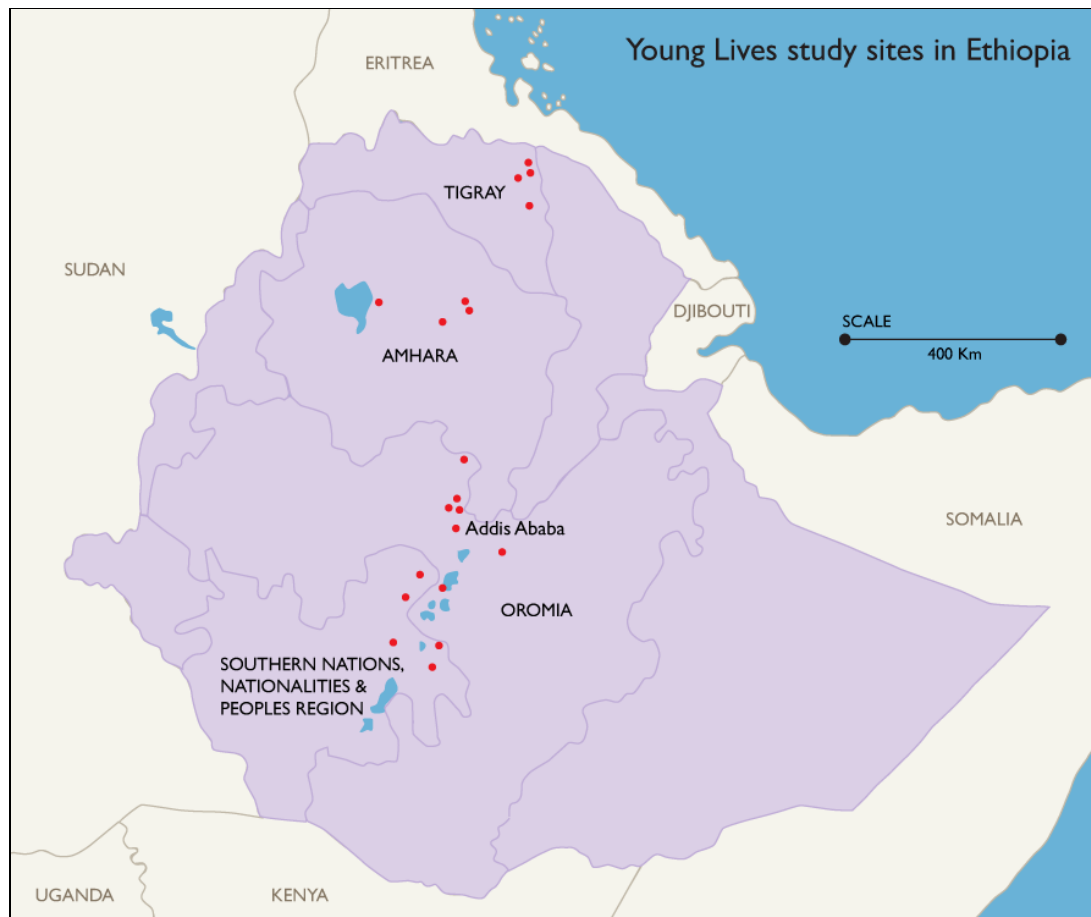 Young Lives study sites in Ethiopia
ERITREA
TIGRAY
SUDAN
DJIBOUTI
SCALE
400 Km
AMHARA
SOMALIA
Addis Ababa
OROMIA
SOUTHERN NATIONS,
NATIONALITIES &
PEOPLES REGION
UGANDA
KENYA